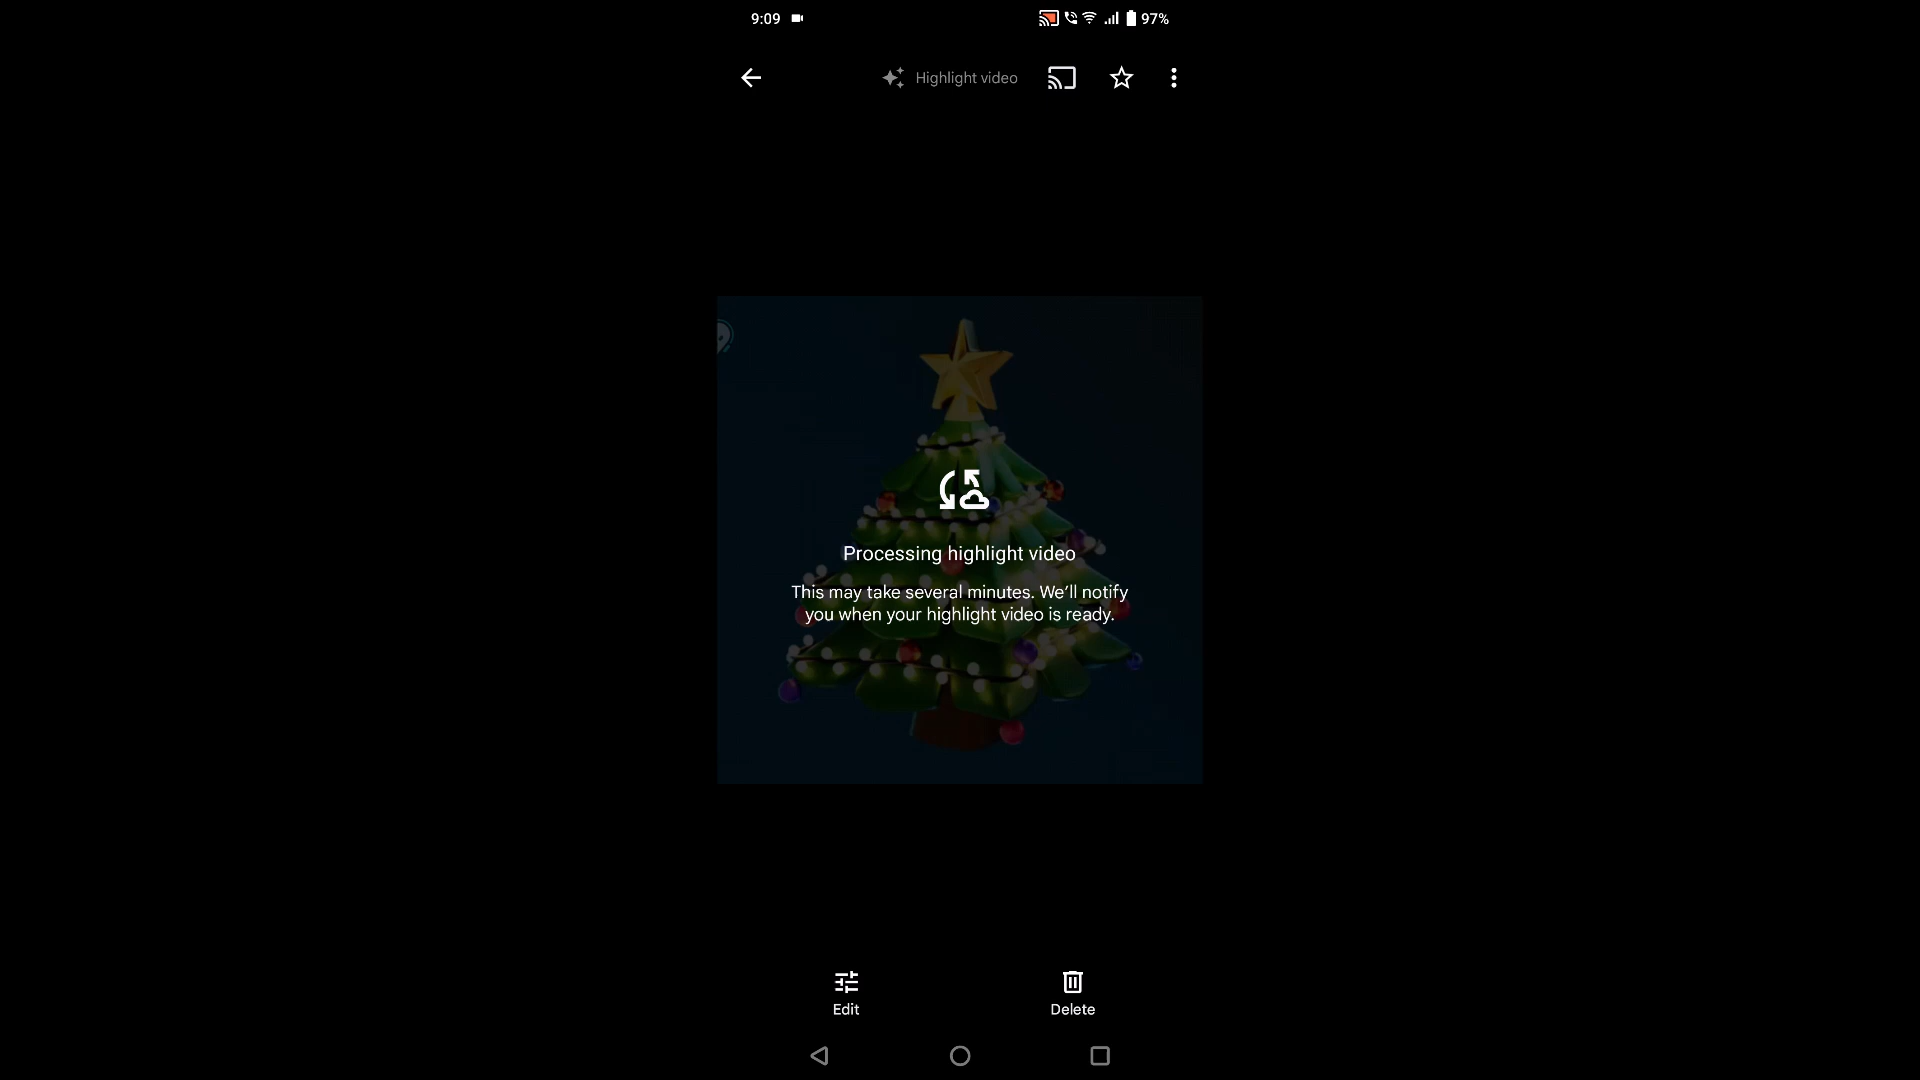 9:09
97%
Highlight video
Processing highlight video
This may take several minutes. We'll notify
you when your highlight video is ready.
Edit
Delete